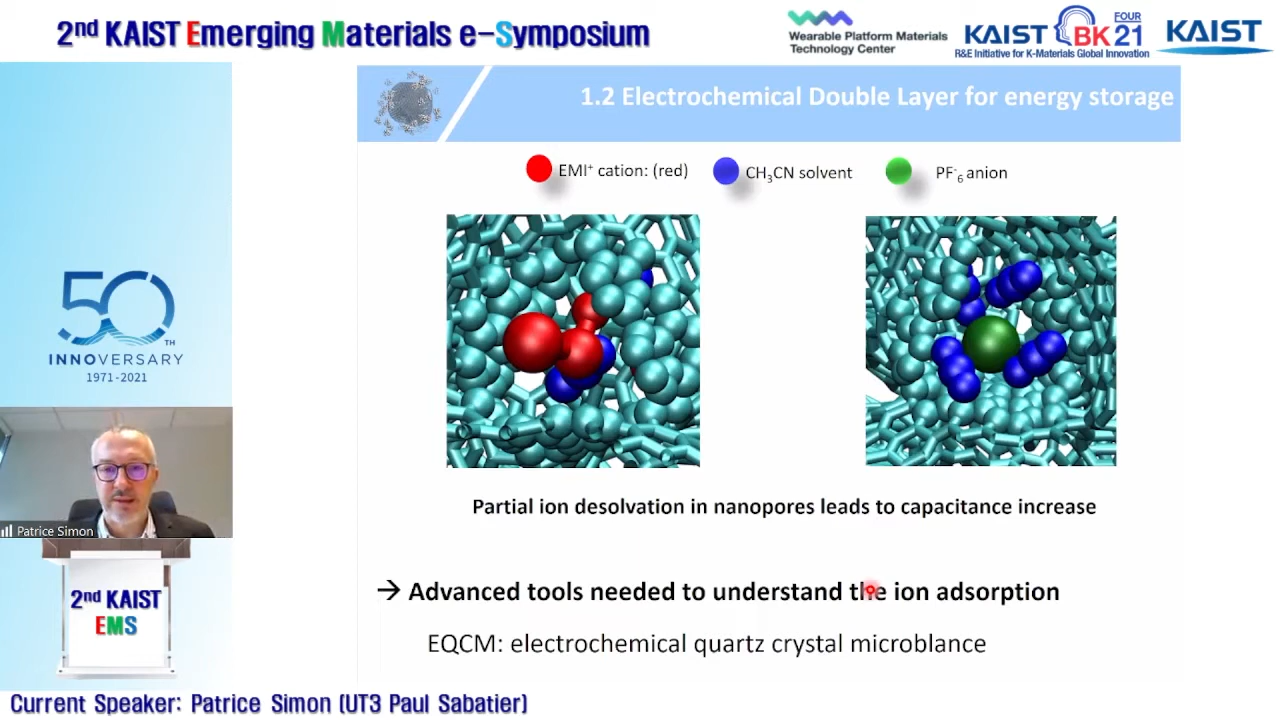 2nd KAIST Emerging Materials e-Symposium
Wearable Platform Materials
Technology Center
KAIST BK FOUR 21
R&E Initiative for K-Materials Global Innovation
KAIST
1.2 Electrochemical Double Layer for energy storage
EMI+ cation: (red)
CH3CN solvent
PF-6 anion
50
TH
INNOVERSARY
1971-2021
Partial ion desolvation in nanopores leads to capacitance increase
Patrice Simon
→ Advanced tools needed to understand the ion adsorption
EQCM: electrochemical quartz crystal microblance
2nd KAIST
EMS
Current Speaker: Patrice Simon (UT3 Paul Sabatier)